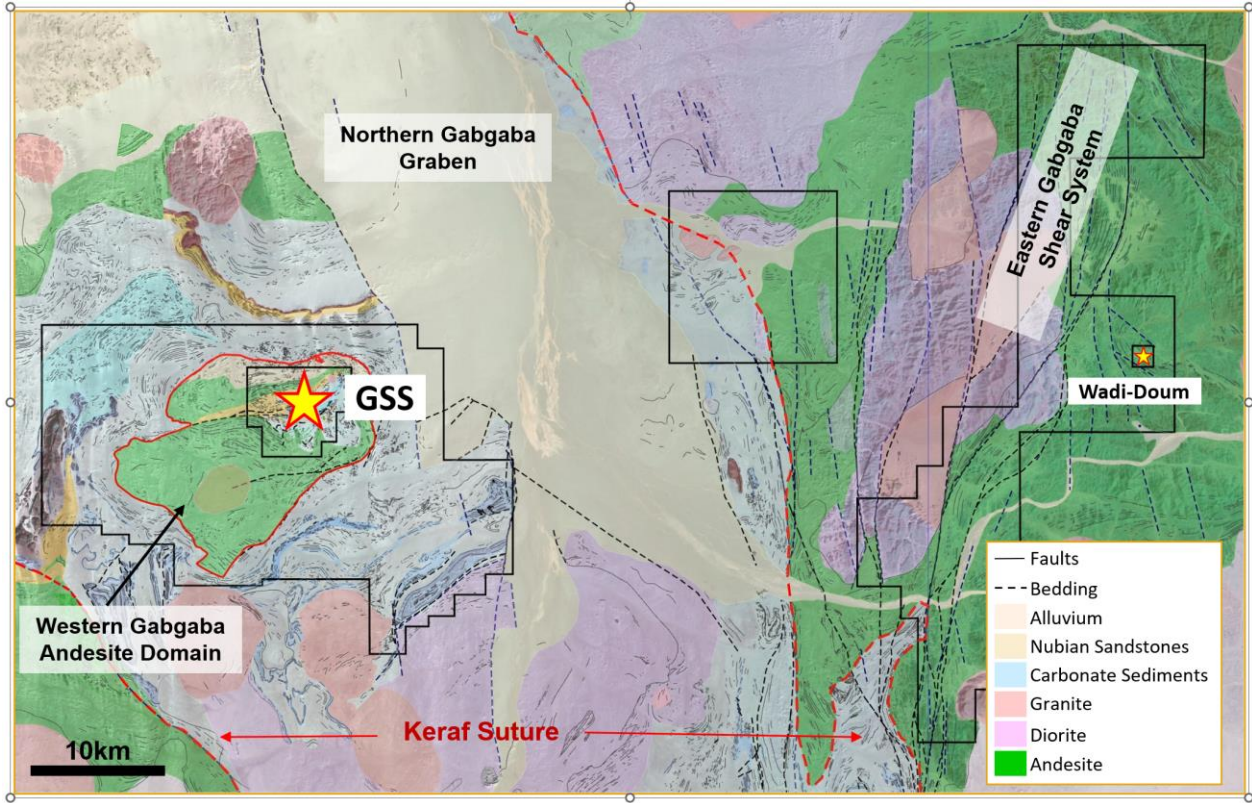 Northern Gabgaba
Graben
Eastern Gabgaba
Shear System
GSS
Wadi-Doum
Western Gabgaba
Andesite Domain
Keraf Suture
10km
Faults
Bedding
Alluvium
Nubian Sandstones
Carbonate Sediments
Granite
Diorite
Andesite